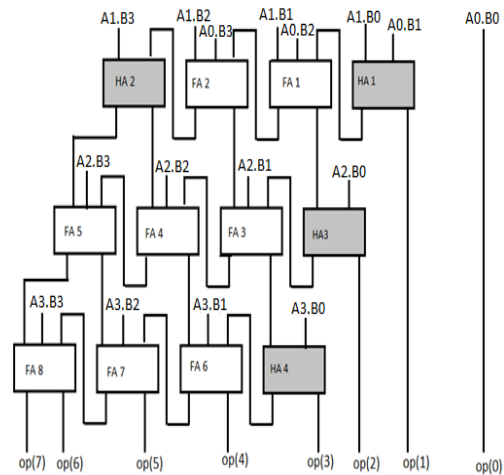 A1.B3 A1.B2 A1.B1 A1.B0 A0.B0
A0.B3 A0.B2 A0.B1
HA 2 FA 2 FA 1 HA 1
A2.B3 A2.B2 A2.B1 A2.B0
FA 5 FA 4 FA 3 HA3
A3.B3 A3.B2 A3.B1 A3.B0
FA 8 FA 7 FA 6 HA 4
op(7) op(6) op(5) op(4) op(3) op(2) op(1) op(0)